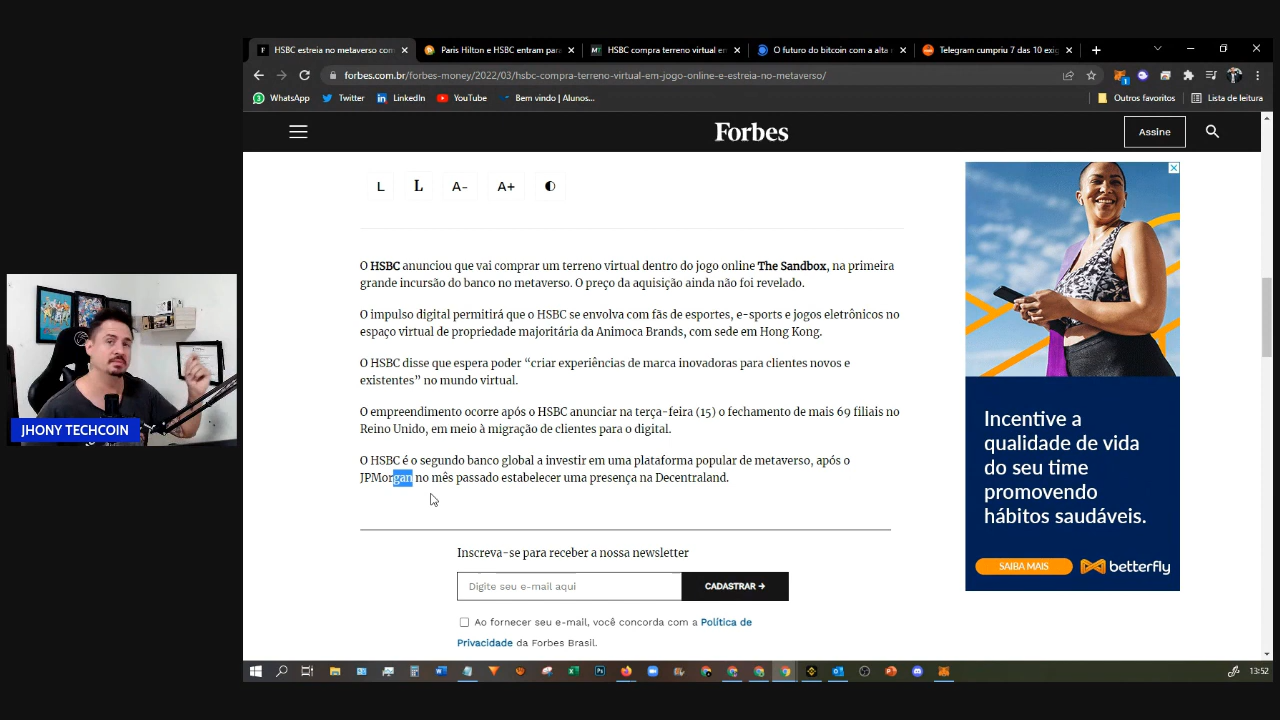 HSBC estreia no metaverso com
Paris Hilton e HSBC entram para
HSBC compra terreno virtual em
O futuro do bitcoin com a alta
Telegram cumpriu 7 das 10 exig
forbes.com.br/forbes-money/2022/03/hsbc-compra-terreno-virtual-em-jogo-online-e-estreia-no-metaverso/
WhatsApp
Twitter
LinkedIn
YouTube
Bem vindo | Alunos...
Outros favoritos
Lista de leitura
Forbes
Assine
L
L
A-
A+
O HSBC anunciou que vai comprar um terreno virtual dentro do jogo online The Sandbox, na primeira
grande incursão do banco no metaverso. O preço da aquisição ainda não foi revelado.
O impulso digital permitirá que o HSBC se envolva com fãs de esportes, e-sports e jogos eletrônicos no
espaço virtual de propriedade majoritária da Animoca Brands, com sede em Hong Kong.
O HSBC disse que espera poder “criar experiências de marca inovadoras para clientes novos e
existentes” no mundo virtual.
O empreendimento ocorre após o HSBC anunciar na terça-feira (15) o fechamento de mais 69 filiais no
Reino Unido, em meio à migração de clientes para o digital.
O HSBC é o segundo banco global a investir em uma plataforma popular de metaverso, após o
JPMorgan no mês passado estabelecer uma presença na Decentraland.
Inscreva-se para receber a nossa newsletter
Digite seu e-mail aqui
CADASTRAR →
Ao fornecer seu e-mail, você concorda com a Política de
Privacidade da Forbes Brasil.
Incentive a
qualidade de vida
do seu time
promovendo
hábitos saudáveis.
SAIBA MAIS
betterfly
JHONY TECHCOIN
13:52